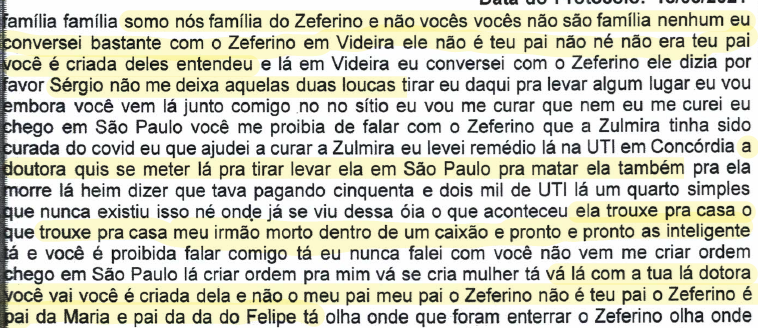 família família somo nós família do Zeferino e não vocês vocês não são família nenhum eu
conversei bastante com o Zeferino em Videira ele não é teu pai não né não era teu pai
você é criada deles entendeu e lá em Videira eu conversei com o Zeferino ele dizia por
favor Sérgio não me deixa aquelas duas loucas tirar eu daqui pra levar algum lugar eu vou
embora você vem lá junto comigo no no sítio eu vou me curar que nem eu me curei eu
chego em São Paulo você me proibia de falar com o Zeferino que a Zulmira tinha sido
curada do covid eu que ajudei a curar a Zulmira eu levei remédio lá na UTI em Concórdia a
doutora quis se meter lá pra tirar levar ela em São Paulo pra matar ela também pra ela
morre lá heim dizer que tava pagando cinquenta e dois mil de UTI lá um quarto simples
que nunca existiu isso né onde já se viu dessa óia o que aconteceu ela trouxe pra casa o
que trouxe pra casa meu irmão morto dentro de um caixão e pronto e pronto as inteligente
tá e você é proibida falar comigo tá eu nunca falei com você não vem me criar ordem
chego em São Paulo lá criar ordem pra mim vá se cria mulher tá vá lá com a tua lá dotora
você vai você é criada dela e não o meu pai meu pai o Zeferino não é teu pai o Zeferino é
pai da Maria e pai da da do Felipe tá olha onde que foram enterrar o Zeferino olha onde